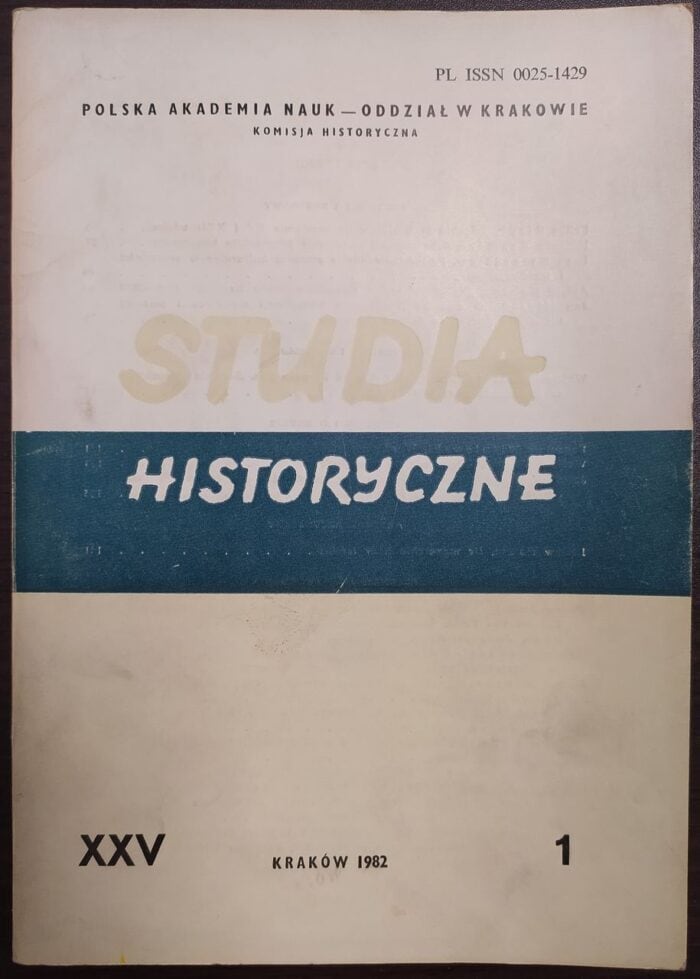 PL ISSN 0025-1429
POLSKA AKADEMIA NAUK — ODDZIAŁ W KRAKOWIE
KOMISJA HISTORYCZNA
STUDIA
HISTORYCZNE
XXV
KRAKÓW 1982
1